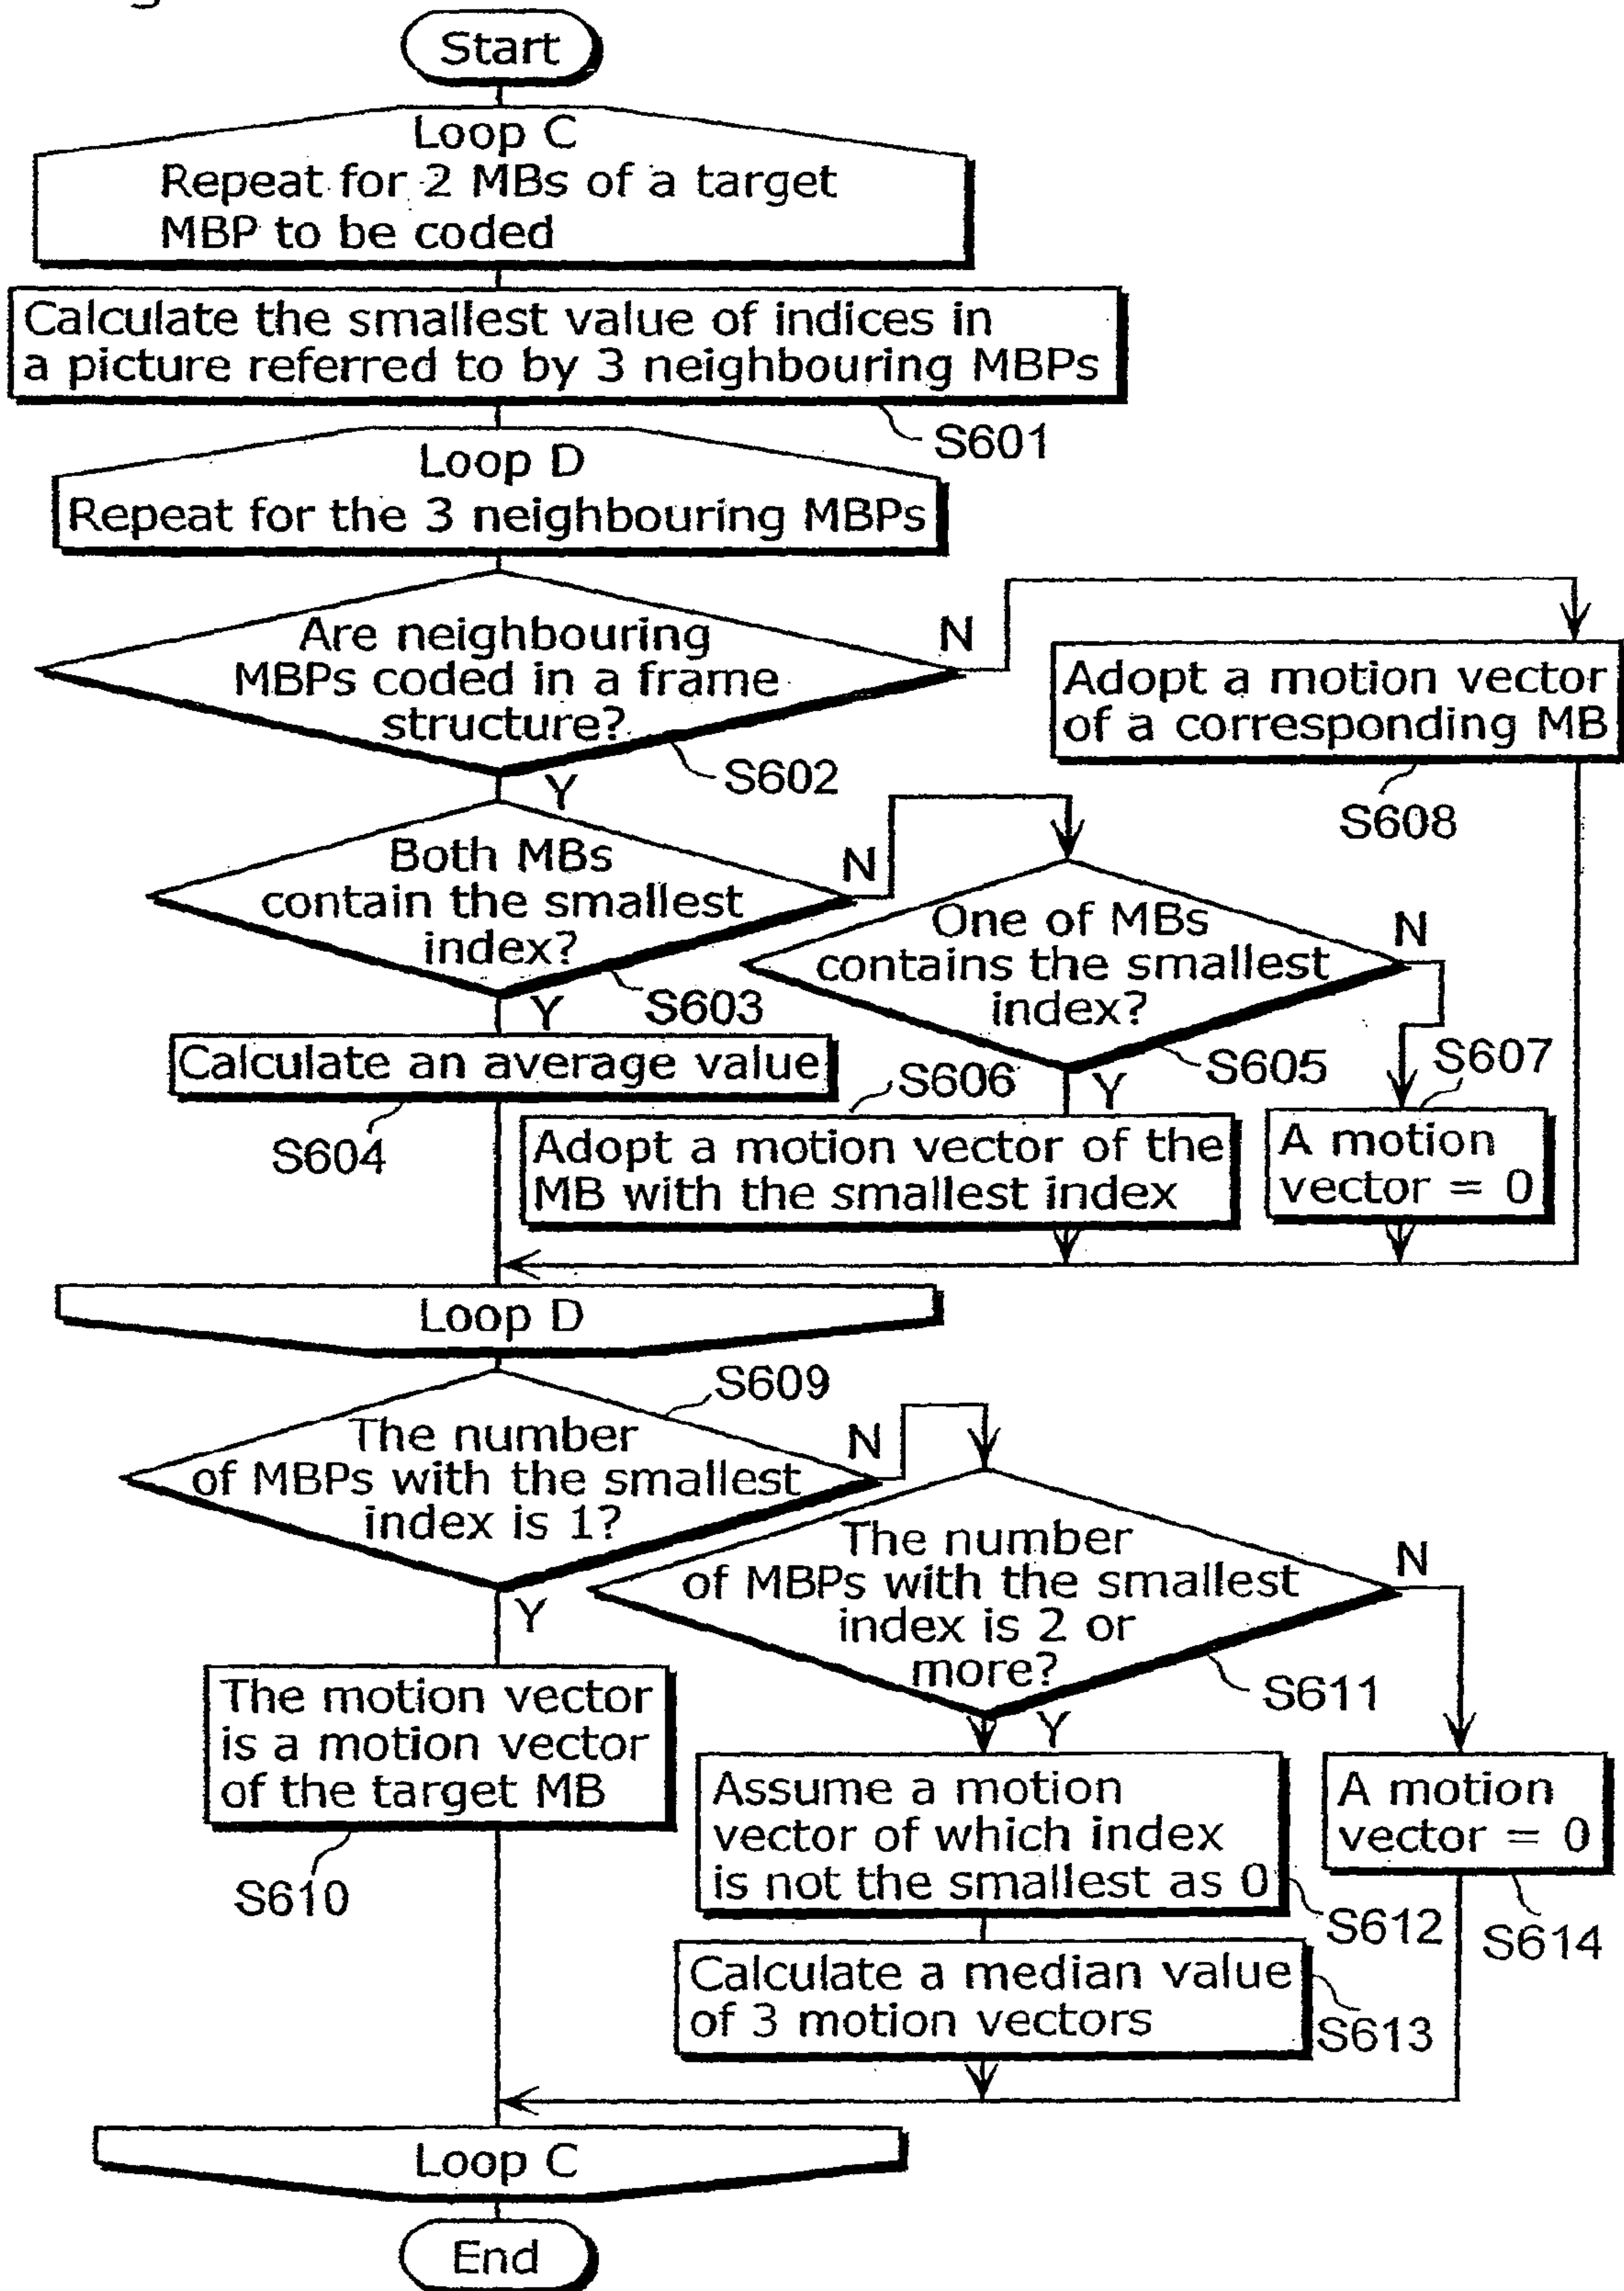 Start
Loop C
Repeat for 2 MBs of a target
MBP to be coded
Calculate the smallest value of indices in
a picture referred to by 3 neighbouring MBPs
S601
Loop D
Repeat for the 3 neighbouring MBPs
Are neighbouring
MBPs coded in a frame
structure?
N
Y
S602
Adopt a motion vector
of a corresponding MB
S608
Both MBs
contain the smallest
index?
N
Y
S603
One of MBs
contains the smallest
index?
N
Y
S605
Calculate an average value
S604
S606
Adopt a motion vector of the
MB with the smallest index
S607
A motion
vector = 0
Loop D
S609
The number
of MBPs with the smallest
index is 1?
N
Y
The number
of MBPs with the smallest
index is 2 or
more?
N
Y
S611
The motion vector
is a motion vector
of the target MB
S610
Assume a motion
vector of which index
is not the smallest as 0
S612
A motion
vector = 0
S614
Calculate a median value
of 3 motion vectors
S613
Loop C
End